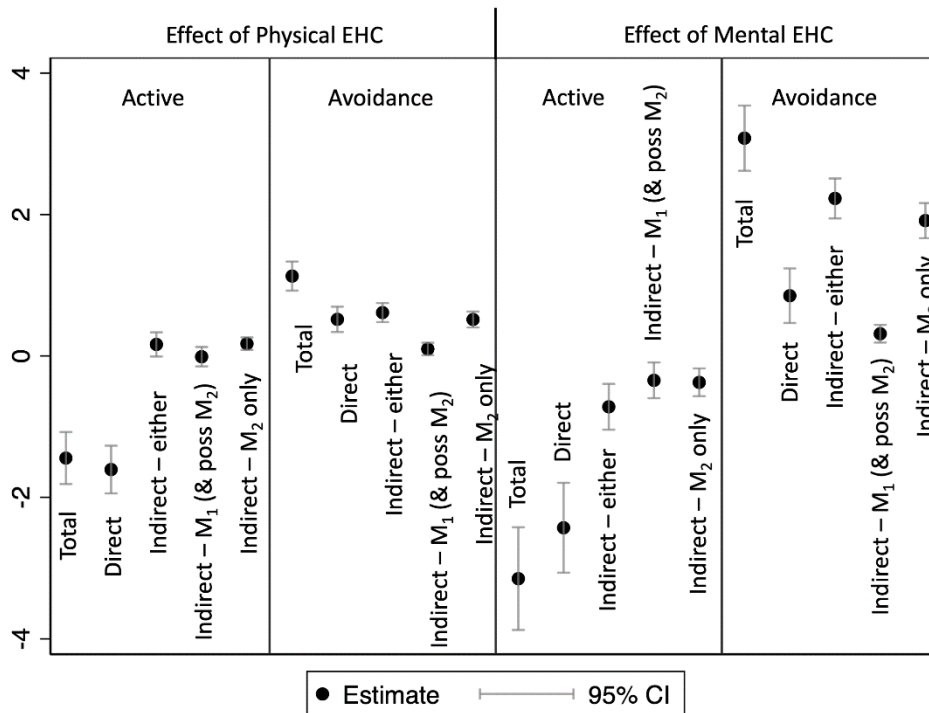 Effect of Physical EHC
Effect of Mental EHC
4
2
0
-2
-4
Active
Total
Direct
Indirect – either
Indirect – M₁ (& poss M₂)
Indirect – M₂ only
Avoidance
Total
Direct
Indirect – either
Indirect – M₁ (& poss M₂)
Indirect – M₂ only
Active
Total
Direct
Indirect – either
Indirect – M₁ (& poss M₂)
Indirect – M₂ only
Avoidance
Total
Direct
Indirect – either
Indirect – M₁ (& poss M₂)
Indirect – M₂ only
Estimate
95% CI